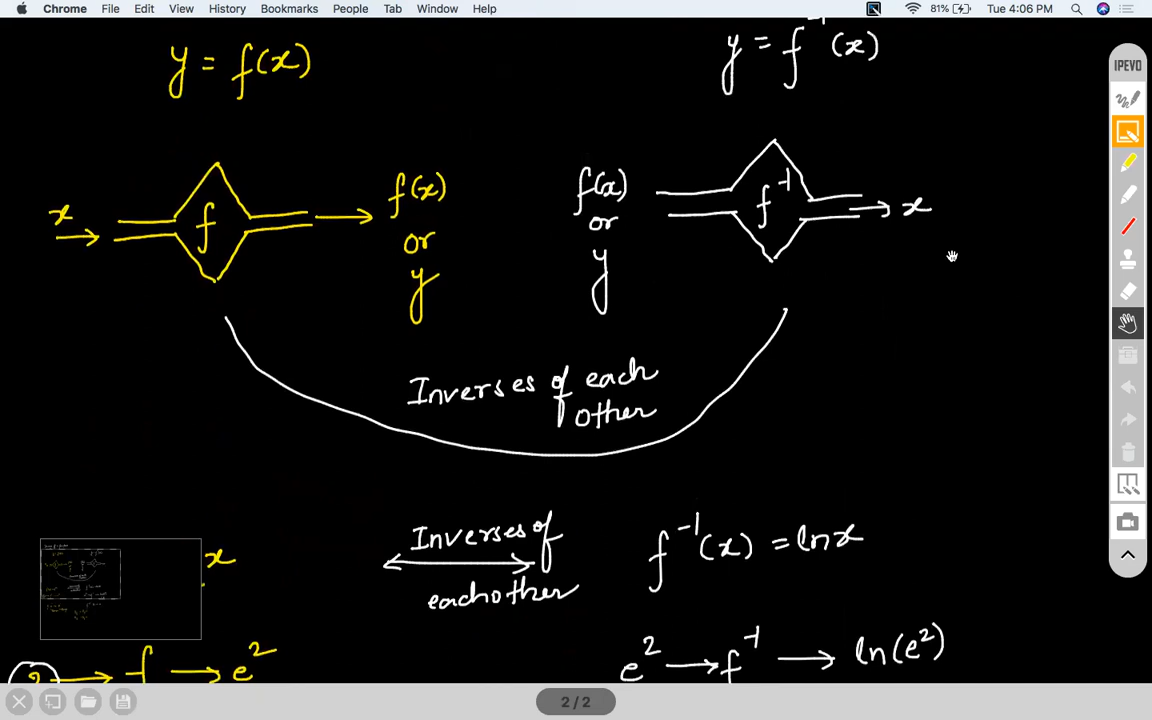 Chrome File Edit View History Bookmarks People Tab Window Help 81% Tue 4:06 PM
y = f(x)
y = f⁻¹(x)
IPEVO
x
f
f(x)
or
y
f(x)
or
y
f⁻¹
x
Inverses of each
other
x
Inverses of
each other
f⁻¹(x) = ln x
2 → f → e²
e² → f⁻¹ → ln(e²)
2 / 2